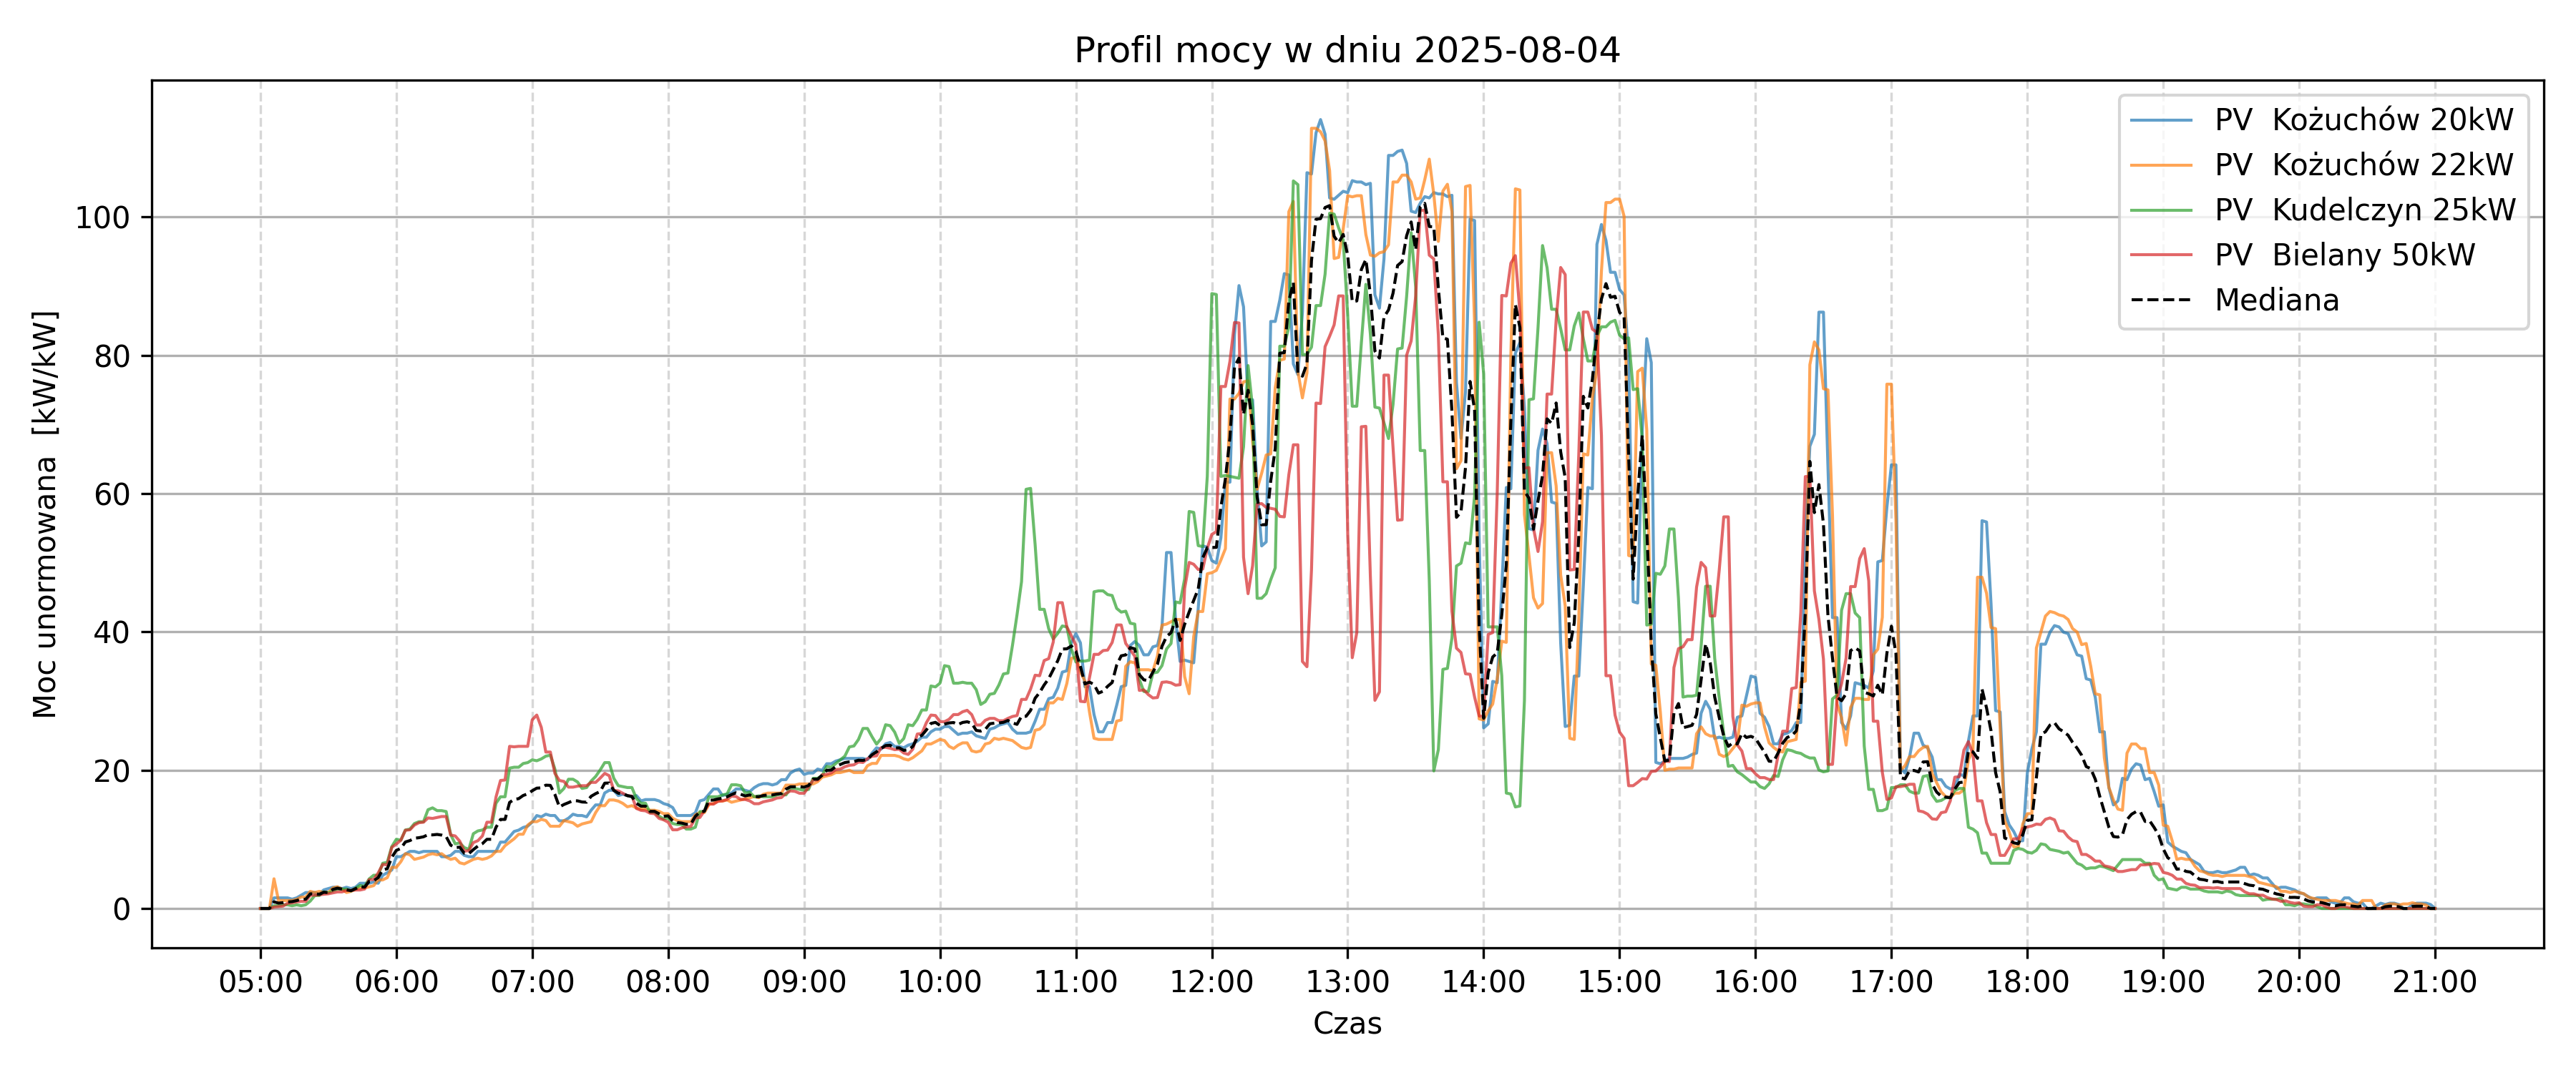 Profil mocy w dniu 2025-08-04
Moc unormowana  [kW/kW]
100
80
60
40
20
0
PV  Kożuchów 20kW
PV  Kożuchów 22kW
PV  Kudelczyn 25kW
PV  Bielany 50kW
Mediana
05:00 06:00 07:00 08:00 09:00 10:00 11:00 12:00 13:00 14:00 15:00 16:00 17:00 18:00 19:00 20:00 21:00
Czas